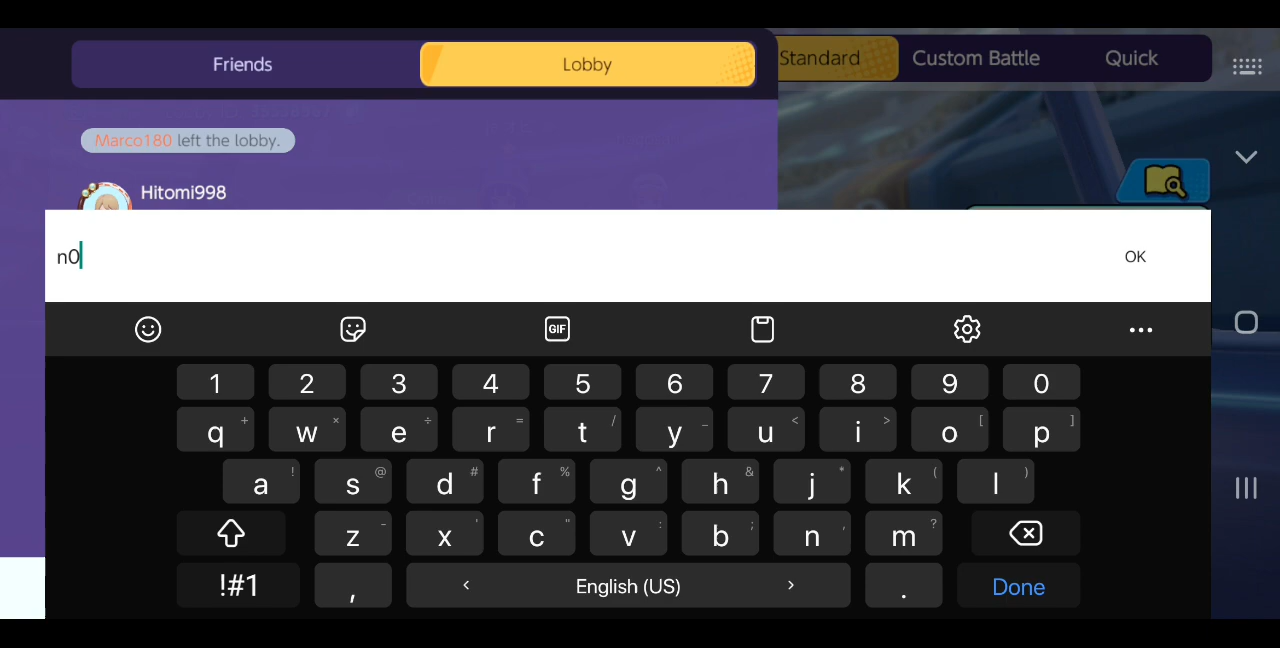 Friends
Lobby
Standard
Custom Battle
Quick
Marco180 left the lobby.
Hitomi998
n0
OK
GIF
1 2 3 4 5 6 7 8 9 0
q + w × e ÷ r = t / y _ u < i > o [ p ]
a ! s @ d # f % g ^ h & j * k ( l )
z - x ' c " v : b ; n , m ?
!#1 , < English (US) > . Done